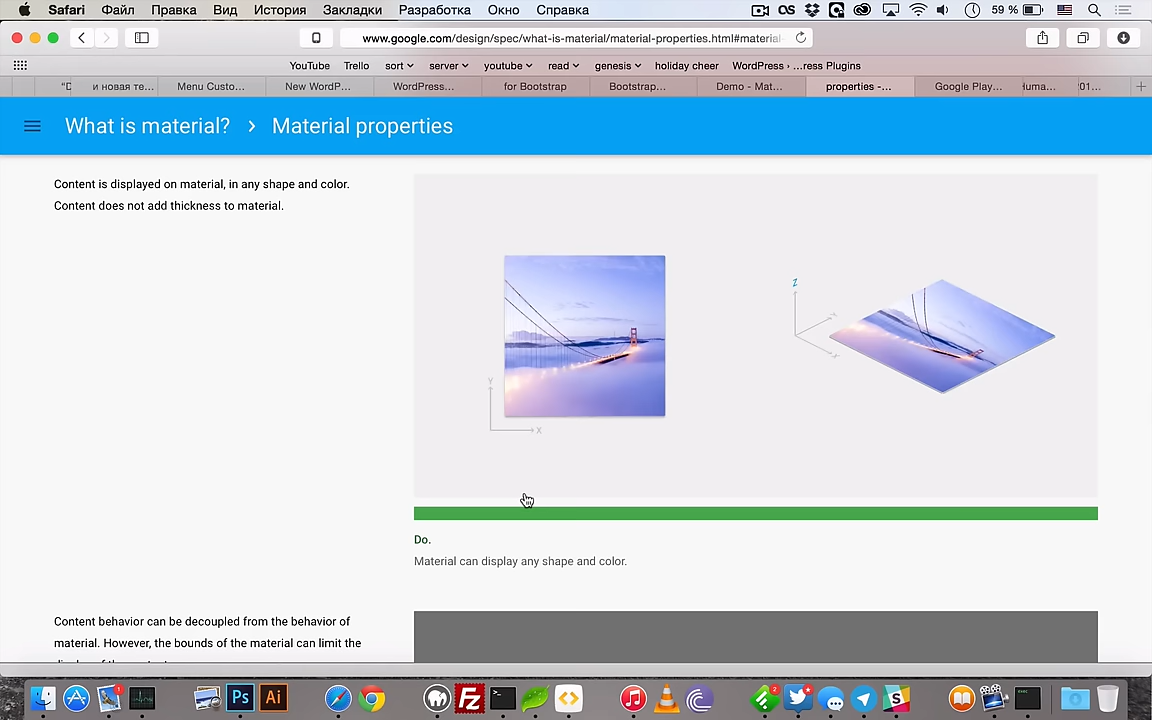 Safari Файл Правка Вид История Закладки Разработка Окно Справка 59 %
www.google.com/design/spec/what-is-material/material-properties.html#material-
YouTube Trello sort server youtube read genesis holiday cheer WordPress › ...ress Plugins
и новая те... Menu Custo... New WordP... WordPress... for Bootstrap Bootstrap... Demo - Mat... properties -... Google Play... 01...
What is material? Material properties
Content is displayed on material, in any shape and color.
Content does not add thickness to material.
Z
Y
X
Y
X
Do.
Material can display any shape and color.
Content behavior can be decoupled from the behavior of
material. However, the bounds of the material can limit the
Ps Ai Fz